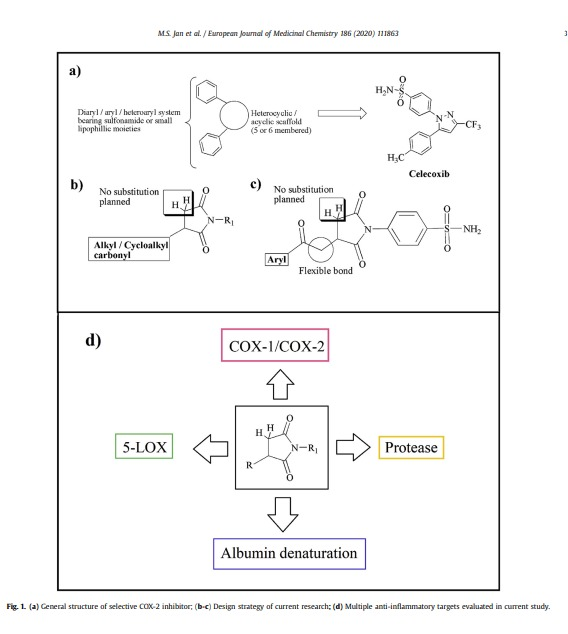 M.S. Jan et al. / European Journal of Medicinal Chemistry 186 (2020) 111863
3
a)
Diaryl / aryl / heteroaryl system
bearing sulfonamide or small
lipophillic moieties
Heterocyclic /
acyclic scaffold
(5 or 6 membered)
H2N
S
O
O
N
N
CF3
H3C
Celecoxib
b)
No substitution
planned
H
H
O
N
R1
O
Alkyl / Cycloalkyl
carbonyl
c)
No substitution
planned
H
H
O
O
N
O
S
O
O
NH2
Aryl
Flexible bond
d)
COX-1/COX-2
5-LOX
H
H
O
N
R1
R
O
Protease
Albumin denaturation
Fig. 1. (a) General structure of selective COX-2 inhibitor; (b-c) Design strategy of current research; (d) Multiple anti-inflammatory targets evaluated in current study.